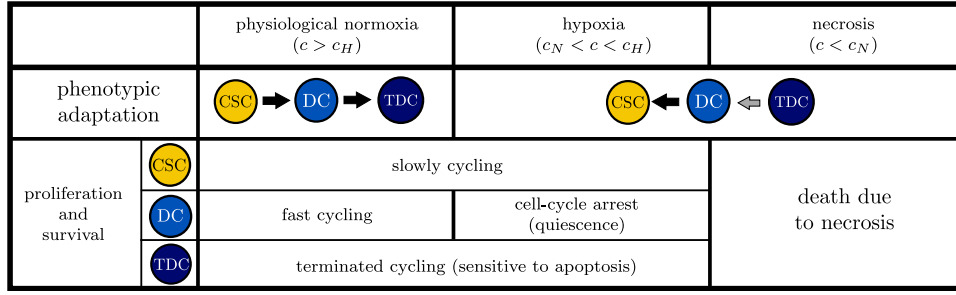 physiological normoxia
(c > c_H)
hypoxia
(c_N < c < c_H)
necrosis
(c < c_N)
phenotypic
adaptation
CSC DC TDC
CSC DC TDC
proliferation
and
survival
CSC
slowly cycling
DC
fast cycling
cell-cycle arrest
(quiescence)
TDC
terminated cycling (sensitive to apoptosis)
death due
to necrosis